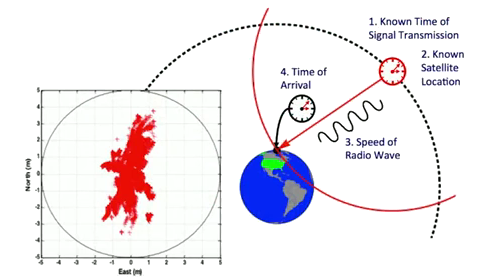 1. Known Time of
Signal Transmission
2. Known
Satellite
Location
4. Time of
Arrival
3. Speed of
Radio Wave
North (m)
5
4
3
2
1
0
-1
-2
-3
-4
-5
-5 -4 -3 -2 -1 0 1 2 3 4 5
East (m)